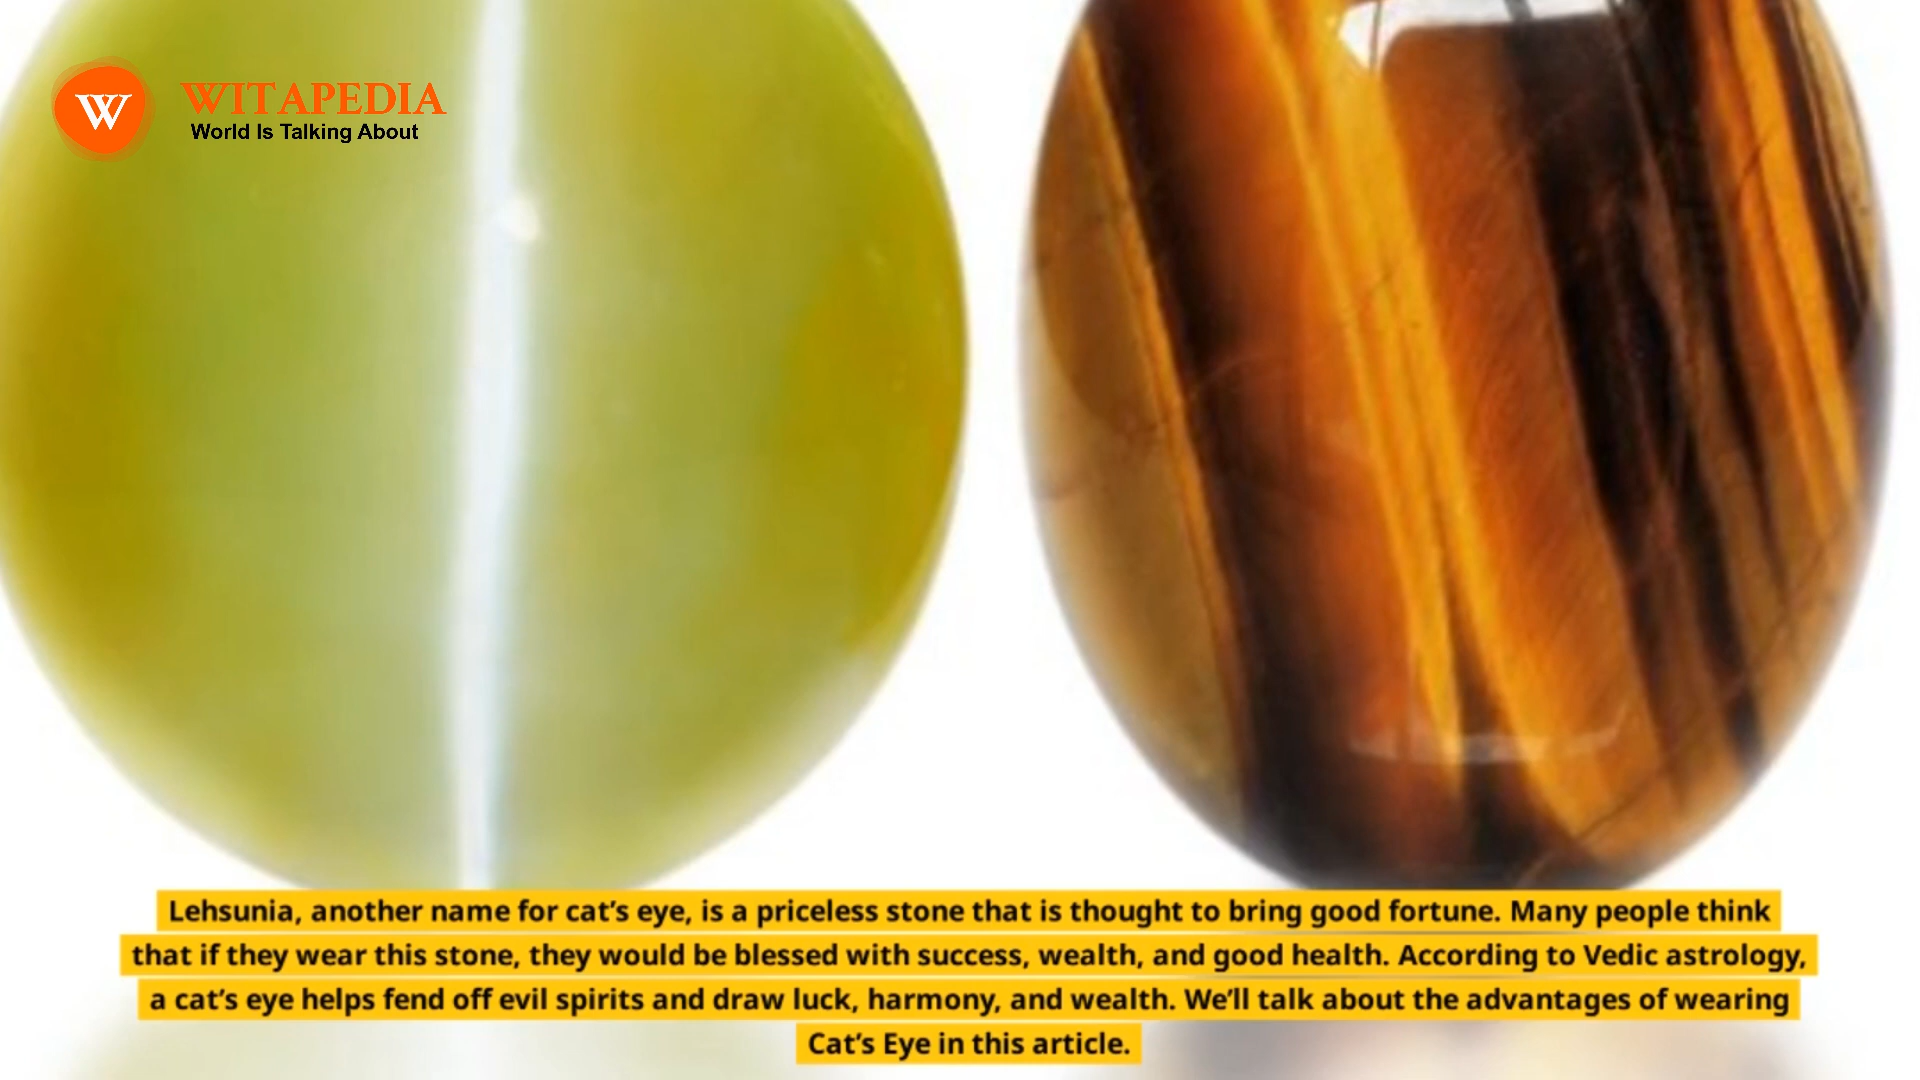 W
WITAPEDIA
World Is Talking About
Lehsunia, another name for cat’s eye, is a priceless stone that is thought to bring good fortune. Many people think
that if they wear this stone, they would be blessed with success, wealth, and good health. According to Vedic astrology,
a cat’s eye helps fend off evil spirits and draw luck, harmony, and wealth. We’ll talk about the advantages of wearing
Cat’s Eye in this article.